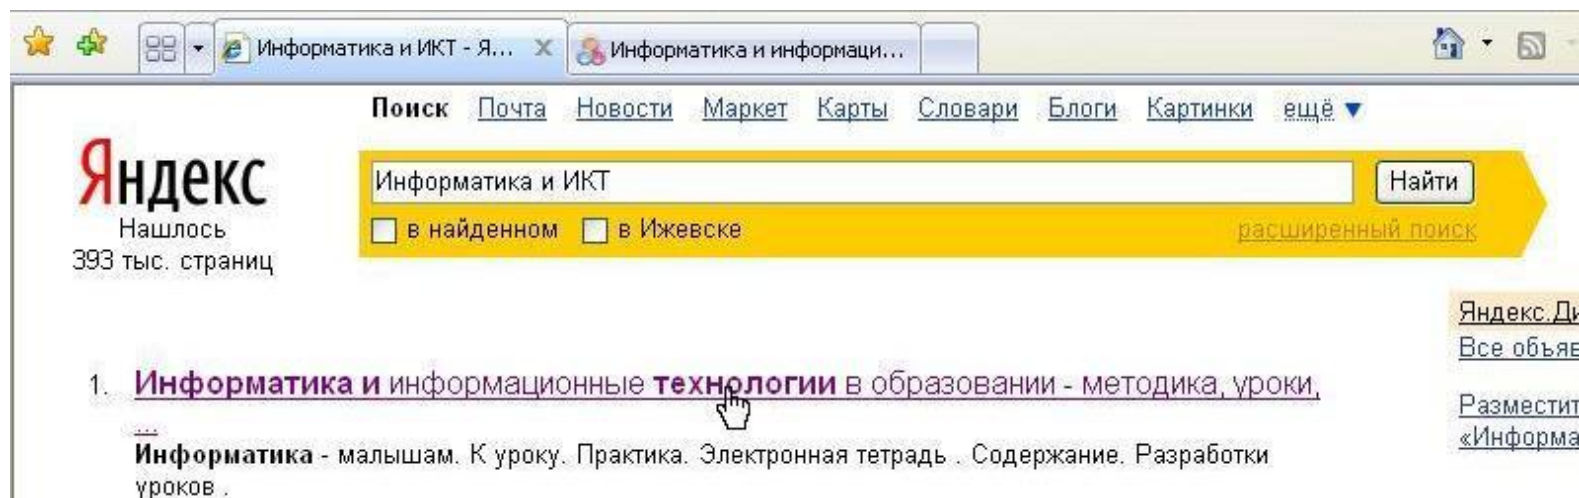 Информатика и ИКТ - Я... Информатика и информаци...
Поиск Почта Новости Маркет Карты Словари Блоги Картинки ещё
Яндекс
Информатика и ИКТ Найти
Нашлось
393 тыс. страниц
в найденном в Ижевске расширенный поиск
Яндекс.Ди
Все объяв
1. Информатика и информационные технологии в образовании - методика, уроки,
...
Разместит
«Информа
Информатика - малышам. К уроку. Практика. Электронная тетрадь . Содержание. Разработки
уроков .